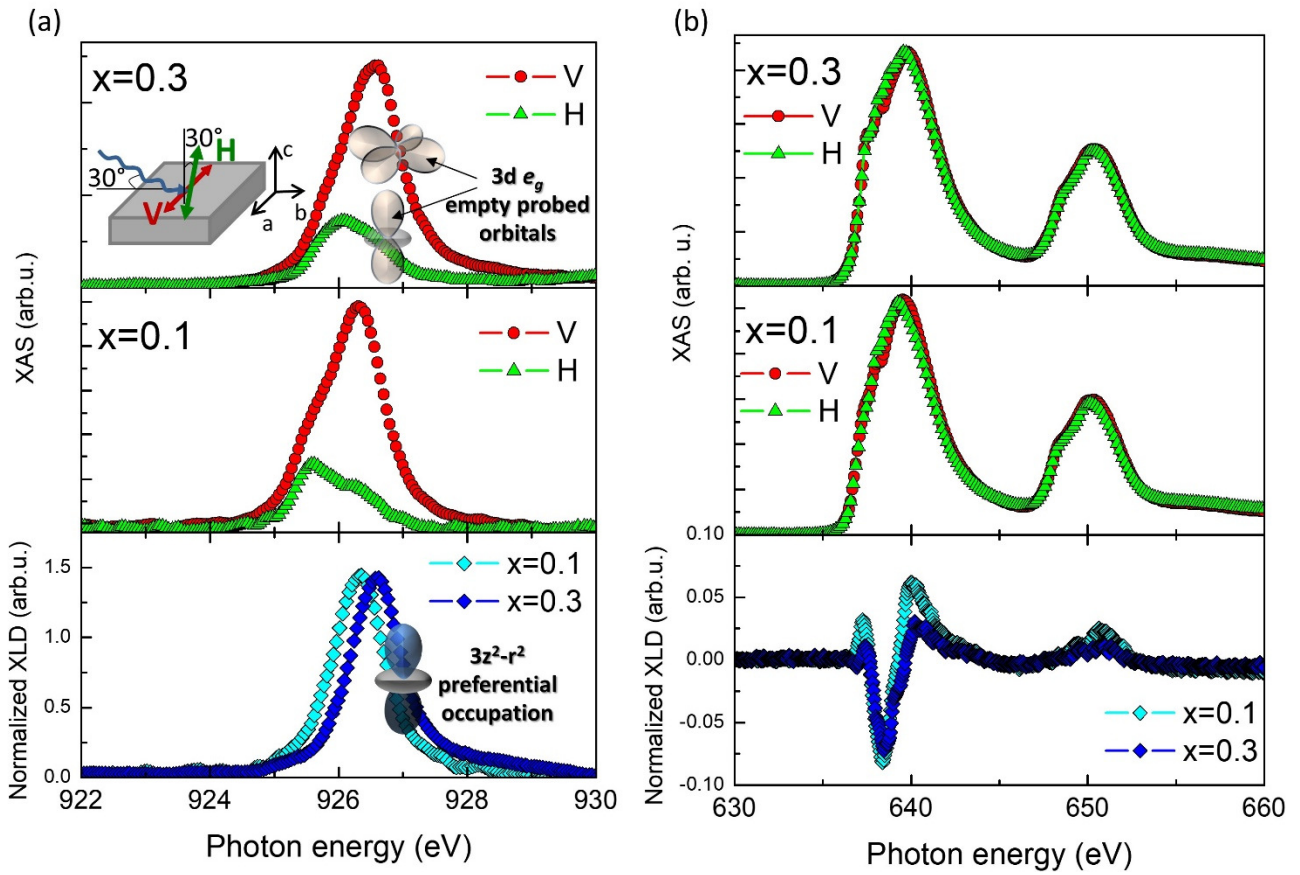 (a)
x=0.3
V
H
30°
H
30°
V
c
b
a
3d e_g
empty probed
orbitals
XAS (arb.u.)
x=0.1
V
H
Normalized XLD (arb.u.)
1.5
1.0
0.5
0.0
x=0.1
x=0.3
3z²-r²
preferential
occupation
922 924 926 928 930
Photon energy (eV)
(b)
x=0.3
V
H
XAS (arb. u.)
x=0.1
V
H
Normalized XLD (arb.u.)
0.10
0.05
0.00
-0.05
-0.10
x=0.1
x=0.3
630 640 650 660
Photon energy (eV)